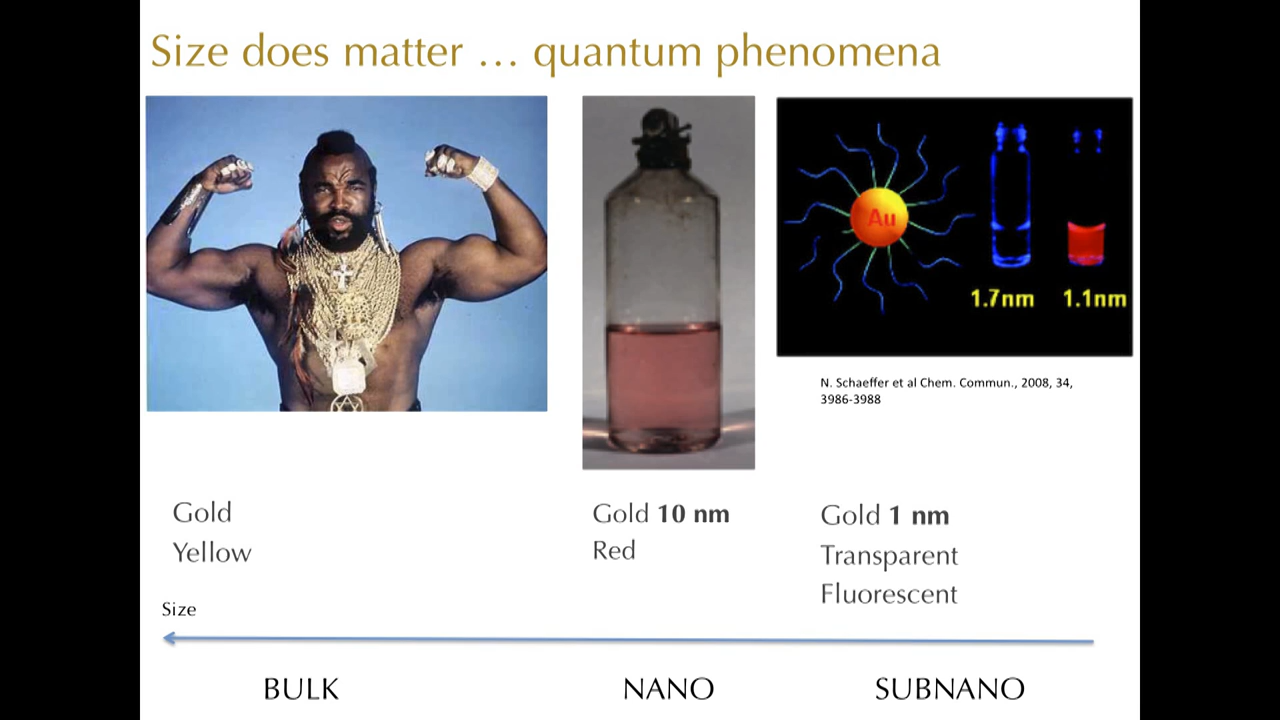 Size does matter … quantum phenomena
Au
1.7nm
1.1nm
N. Schaeffer et al Chem. Commun., 2008, 34,
3986-3988
Gold
Yellow
Gold 10 nm
Red
Gold 1 nm
Transparent
Fluorescent
Size
BULK
NANO
SUBNANO